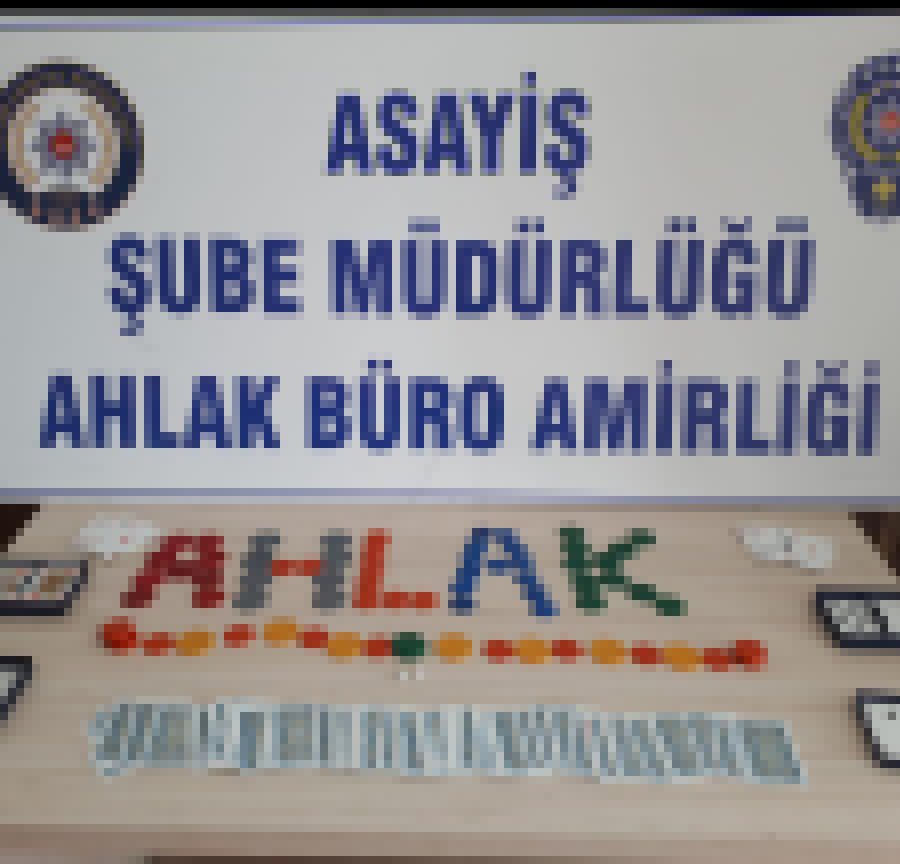 ASAYİŞ
ŞUBE MÜDÜRLÜĞÜ
AHLAK BÜRO AMİRLİĞİ
AHLAK